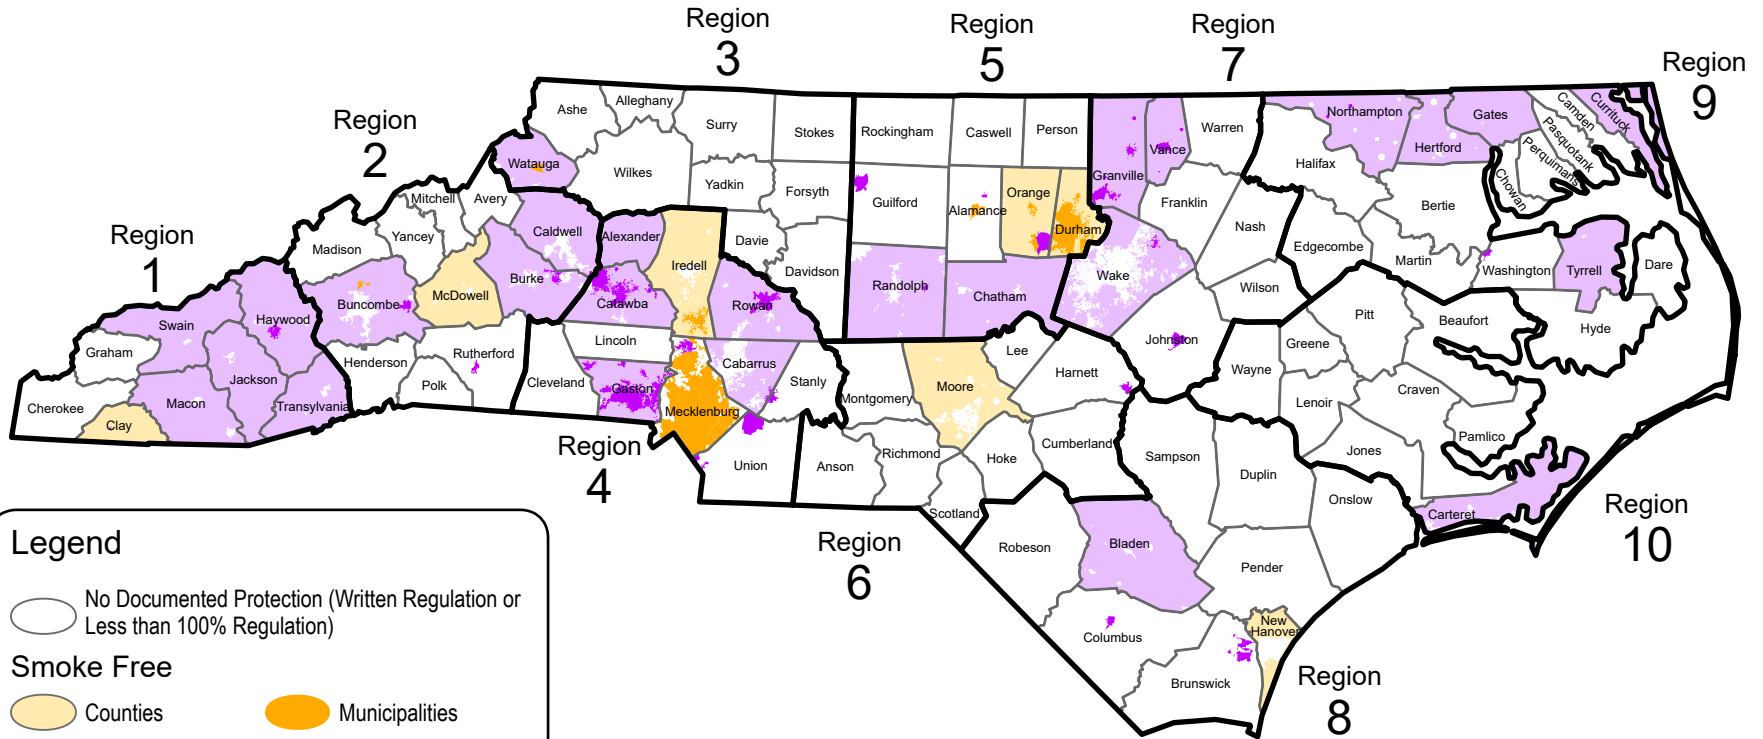 Region
3
Region
5
Region
7
Region
9
Region
2
Region
1
Region
4
Region
6
Region
8
Region
10
Ashe
Alleghany
Surry
Stokes
Rockingham
Caswell
Person
Granville
Vance
Warren
Northampton
Gates
Camden
Currituck
Pasquotank
Perquimans
Chowan
Hertford
Halifax
Bertie
Watauga
Wilkes
Yadkin
Forsyth
Guilford
Alamance
Orange
Durham
Franklin
Nash
Edgecombe
Martin
Washington
Tyrrell
Dare
Mitchell
Avery
Yancey
Madison
Caldwell
Alexander
Iredell
Davie
Davidson
Randolph
Chatham
Wake
Wilson
Pitt
Beaufort
Hyde
Buncombe
McDowell
Burke
Catawba
Rowan
Haywood
Swain
Graham
Jackson
Henderson
Rutherford
Polk
Cleveland
Lincoln
Gaston
Cabarrus
Stanly
Montgomery
Moore
Lee
Harnett
Johnston
Wayne
Greene
Lenoir
Craven
Pamlico
Jones
Cherokee
Clay
Macon
Transylvania
Mecklenburg
Union
Anson
Richmond
Hoke
Cumberland
Sampson
Duplin
Onslow
Carteret
Scotland
Robeson
Bladen
Pender
Columbus
New
Hanover
Brunswick
Legend
No Documented Protection (Written Regulation or
Less than 100% Regulation)
Smoke Free
Counties
Municipalities